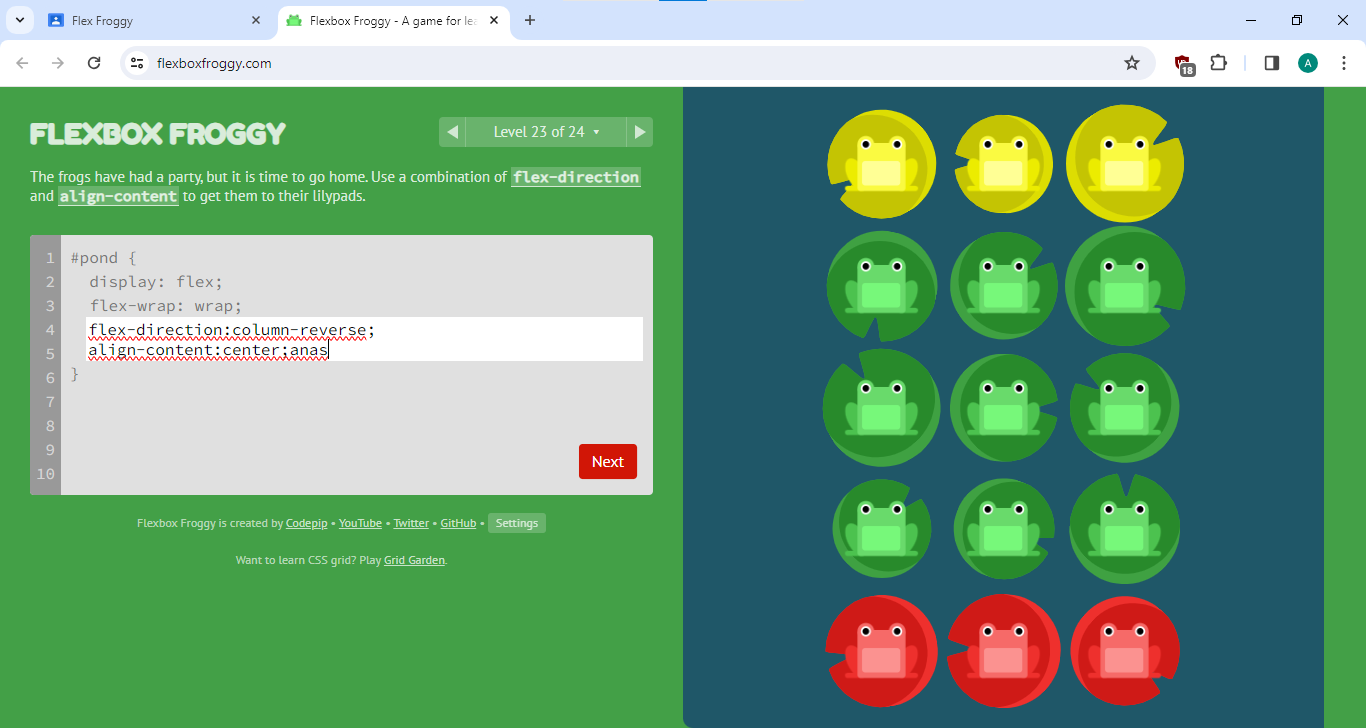 Flex Froggy
Flexbox Froggy - A game for lea
flexboxfroggy.com
18
A
FLEXBOX FROGGY
Level 23 of 24
The frogs have had a party, but it is time to go home. Use a combination of flex-direction
and align-content to get them to their lilypads.
1 #pond {
2 display: flex;
3 flex-wrap: wrap;
4 flex-direction:column-reverse;
5 align-content:center;anas
6 }
7
8
9
10
Next
Flexbox Froggy is created by Codepip • YouTube • Twitter • GitHub • Settings
Want to learn CSS grid? Play Grid Garden.